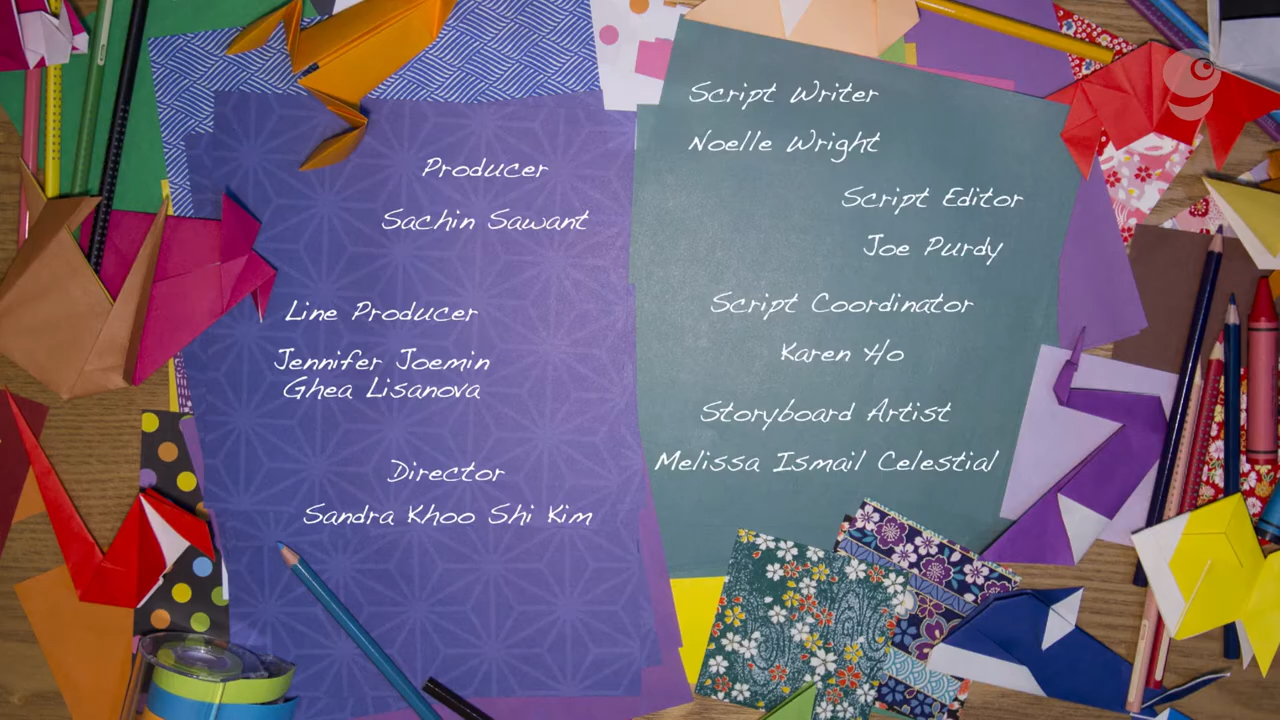 Producer
Sachin Sawant
Line Producer
Jennifer Joemin
Ghea Lisanova
Director
Sandra Khoo Shi Kim
Script Writer
Noelle Wright
Script Editor
Joe Purdy
Script Coordinator
Karen Ho
Storyboard Artist
Melissa Ismail Celestial